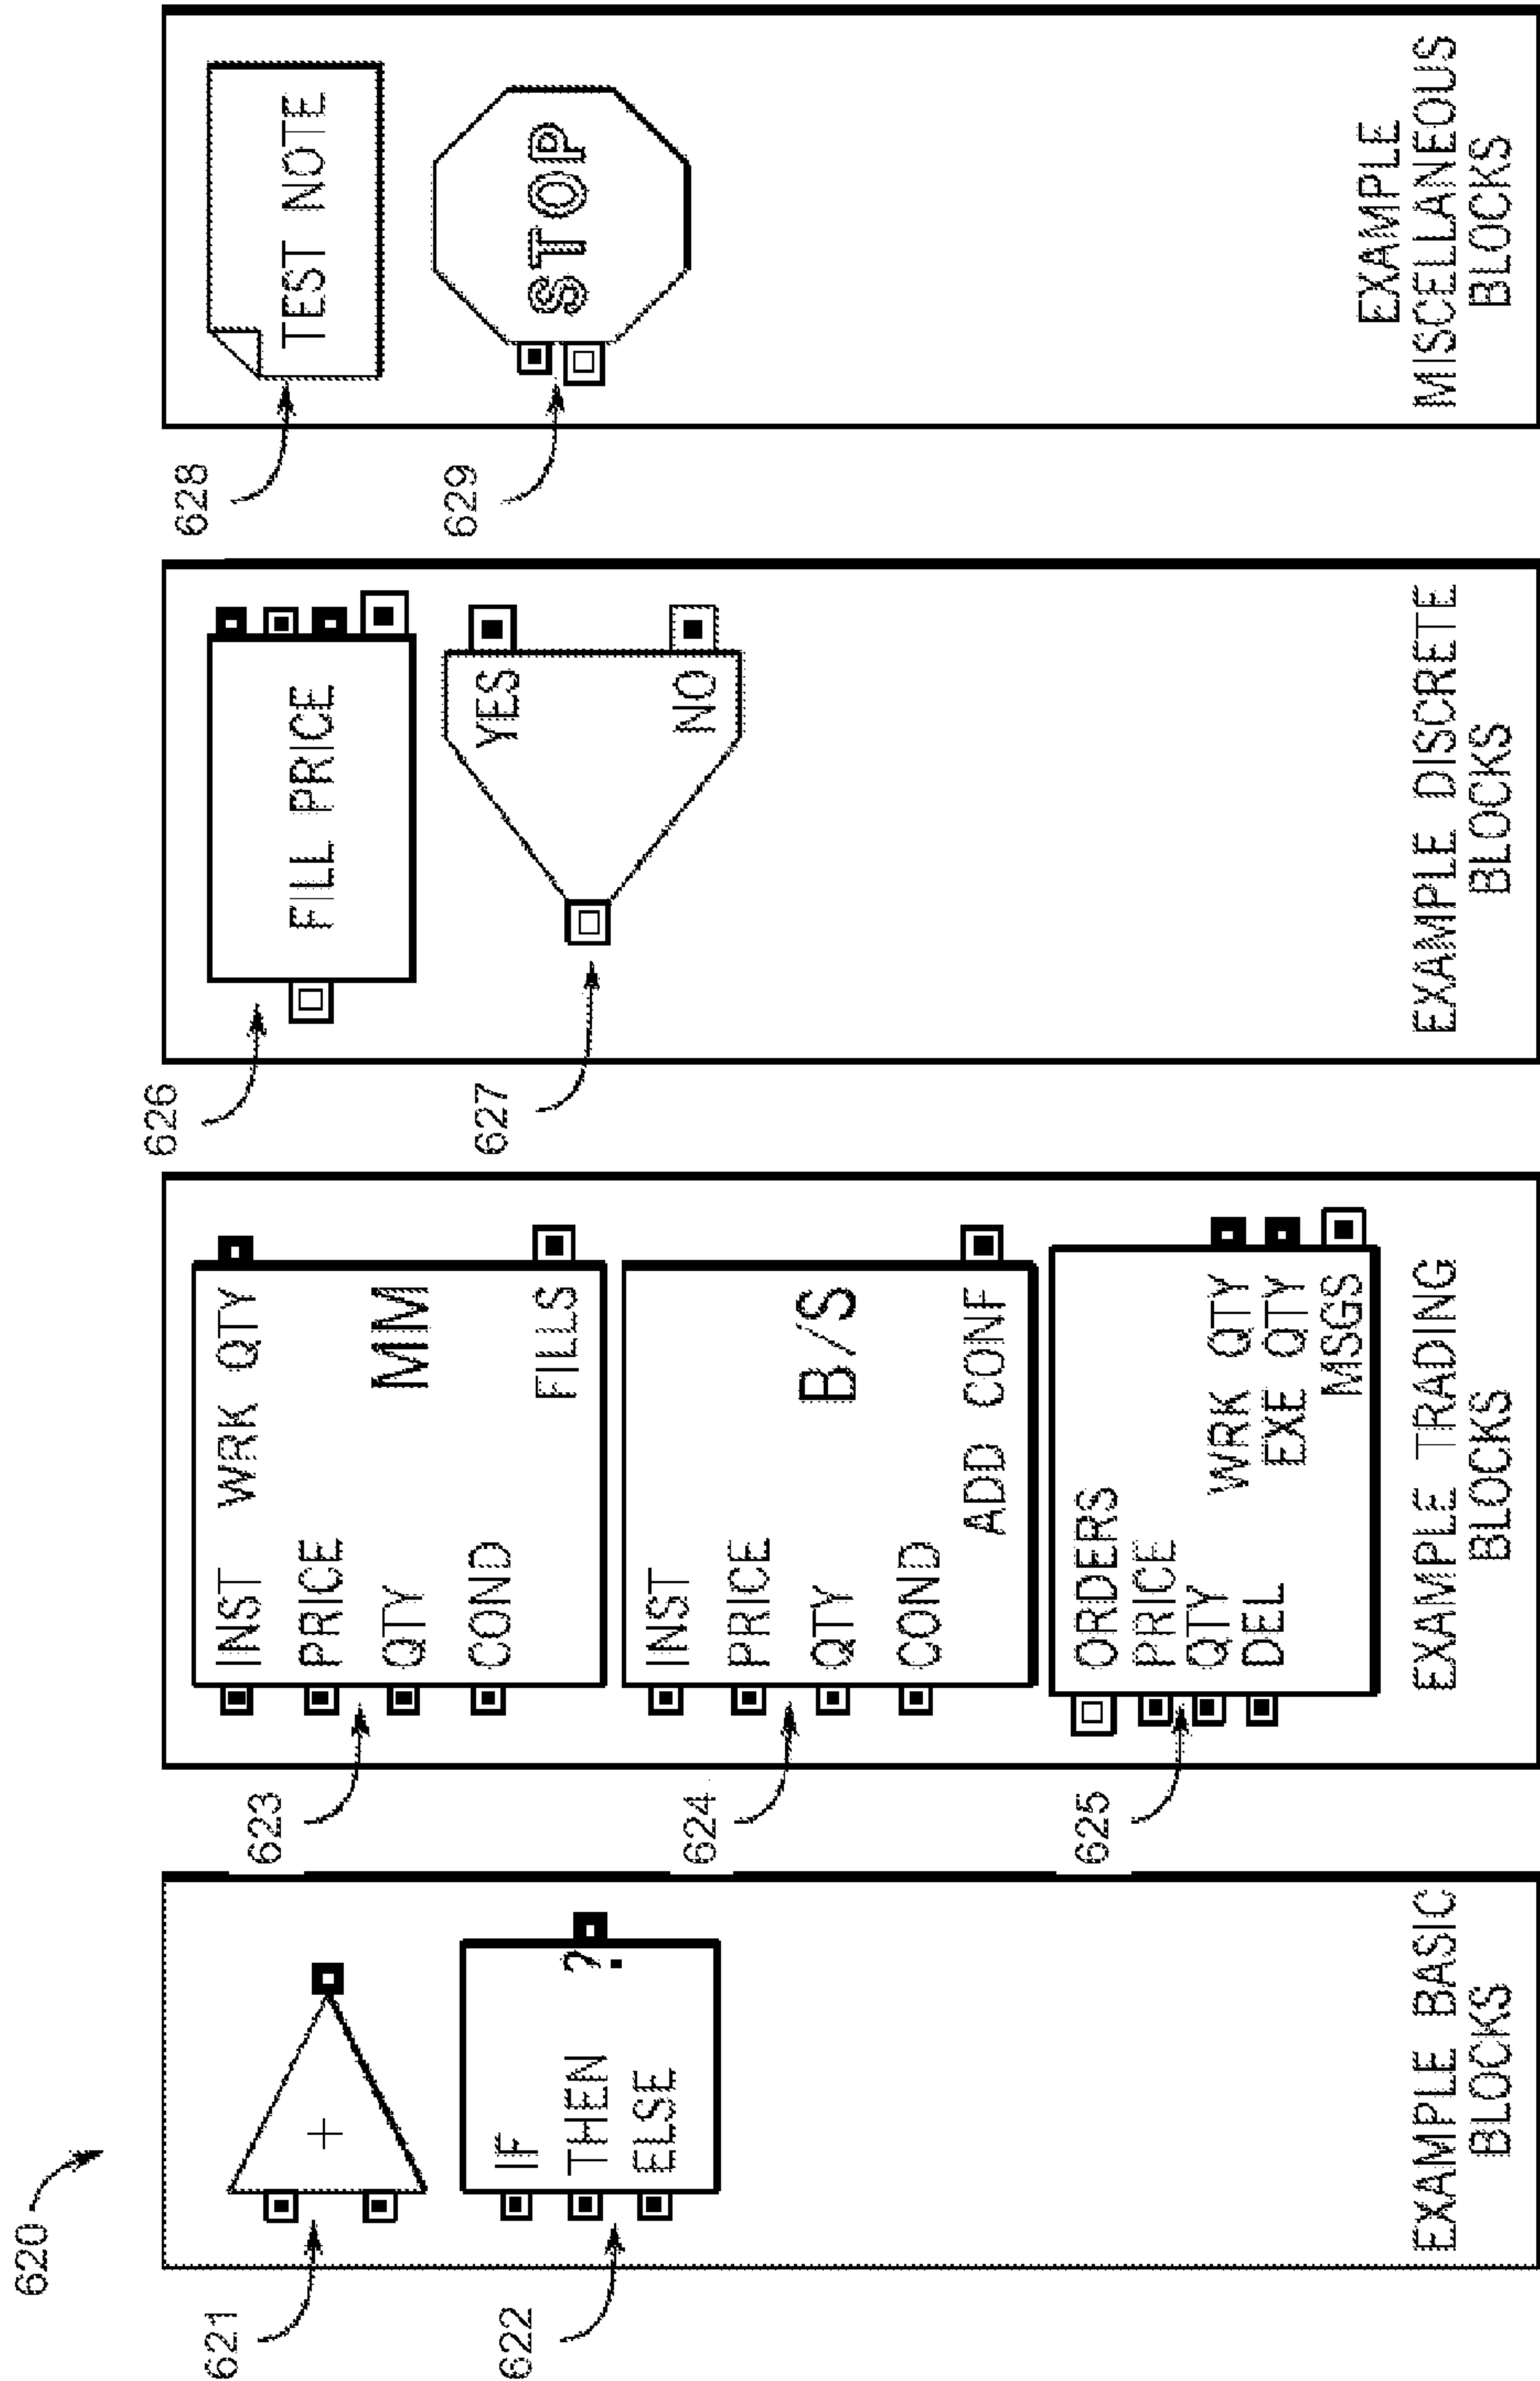 620
621
+
622
IF
THEN ?
ELSE
EXAMPLE BASIC
BLOCKS
623
INST WRK QTY
PRICE
QTY MM
COND
FILLS
624
INST
PRICE
QTY B/S
COND
ADD CONF
625
ORDERS
PRICE
QTY WRK QTY
DEL EXE QTY
MSGS
EXAMPLE TRADING
BLOCKS
626
FILL PRICE
627
YES
NO
EXAMPLE DISCRETE
BLOCKS
628
TEST NOTE
629
STOP
EXAMPLE
MISCELLANEOUS
BLOCKS